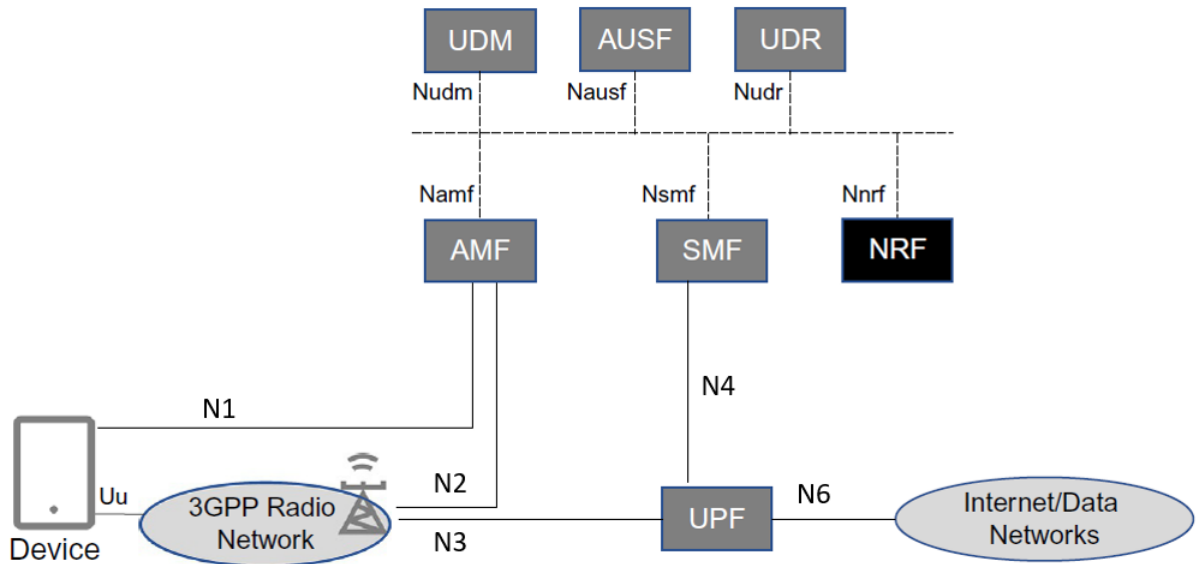 UDM
AUSF
UDR
Nudm
Nausf
Nudr
Namf
Nsmf
Nnrf
AMF
SMF
NRF
N4
N1
Uu
3GPP Radio
Network
N2
N3
UPF
N6
Internet/Data
Networks
Device